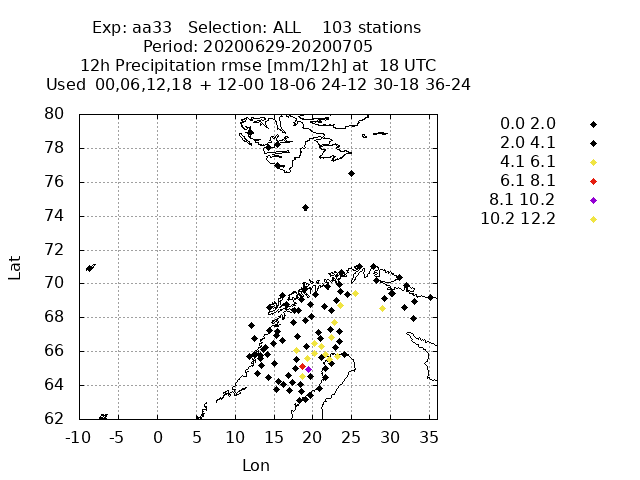 Exp: aa33 Selection: ALL 103 stations
Period: 20200629-20200705
12h Precipitation rmse [mm/12h] at 18 UTC
Used 00,06,12,18 + 12-00 18-06 24-12 30-18 36-24
80
78
76
74
72
70
68
66
64
62
Lat
-10 -5 0 5 10 15 20 25 30 35
Lon
0.0 2.0
2.0 4.1
4.1 6.1
6.1 8.1
8.1 10.2
10.2 12.2